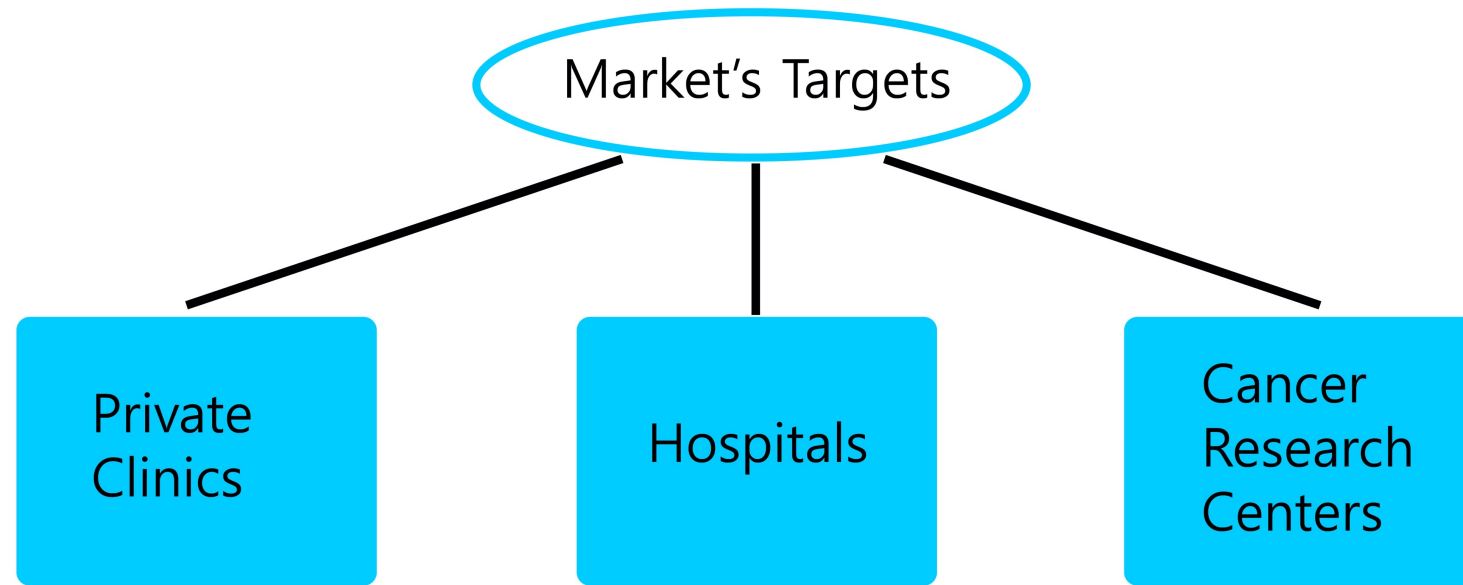 Market’s Targets
Private
Clinics
Hospitals
Cancer
Research
Centers